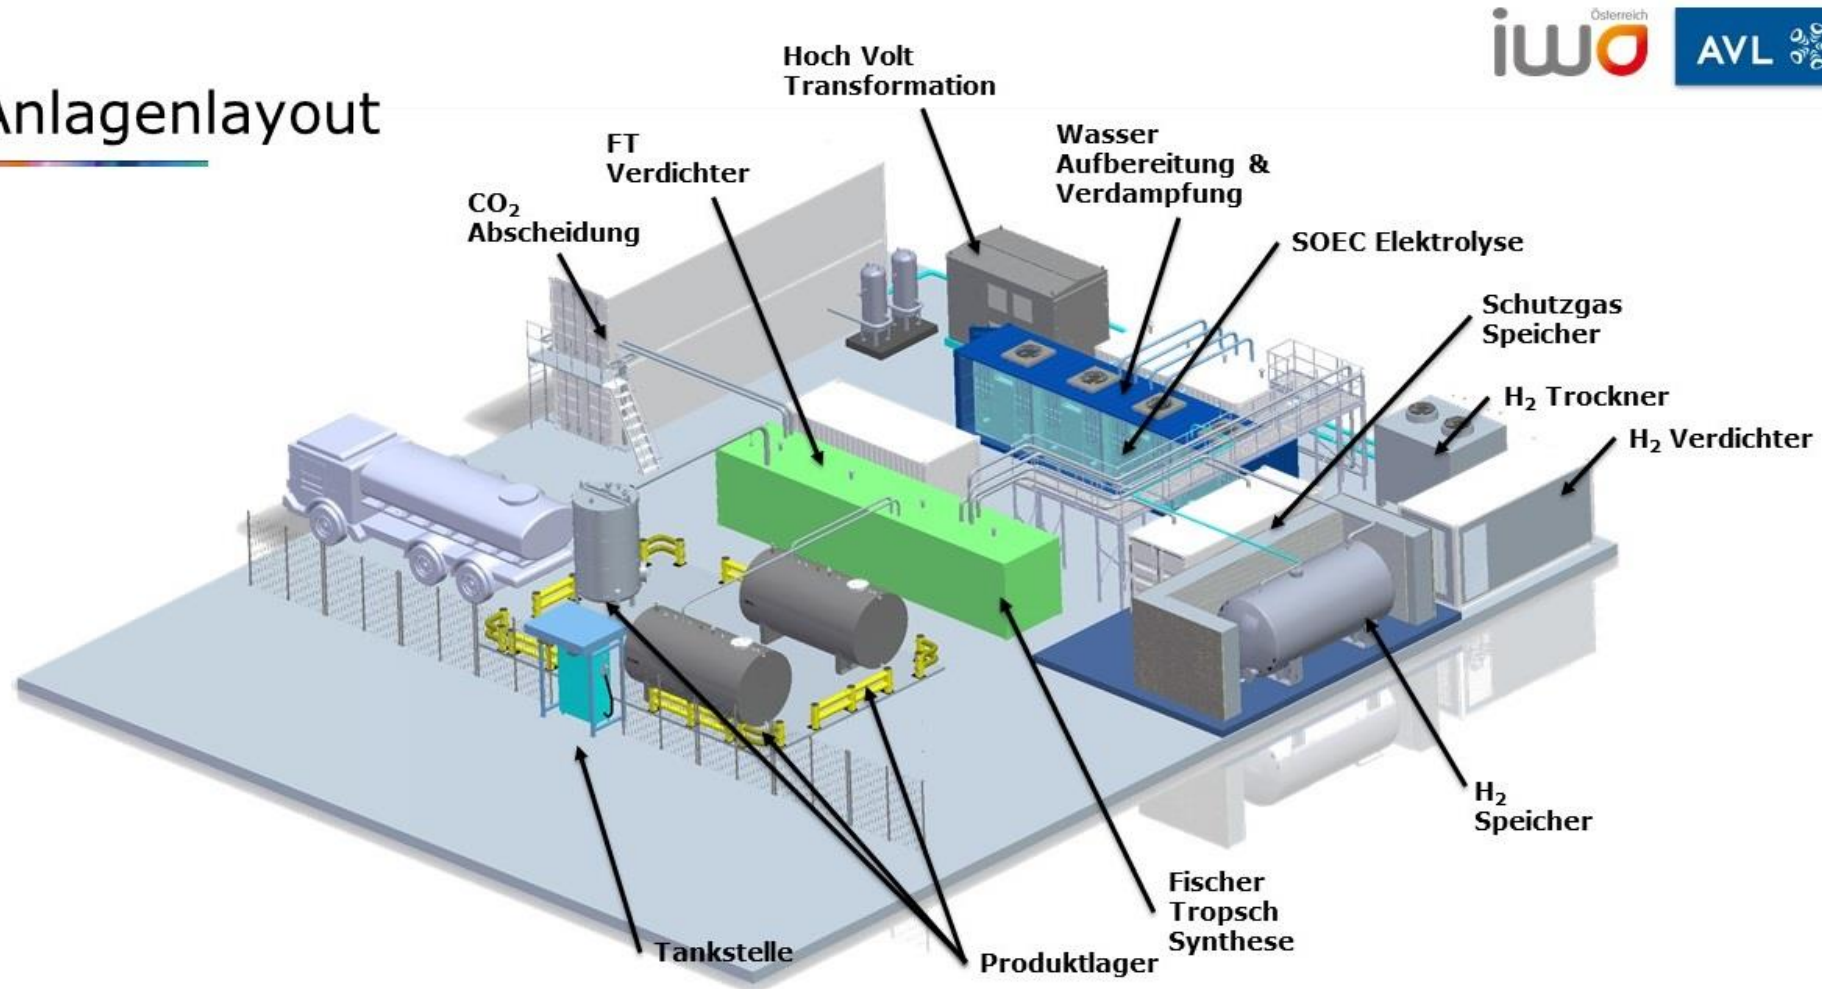 Österreich
iwo
AVL
Anlagenlayout
Hoch Volt
Transformation
FT
Verdichter
Wasser
Aufbereitung &
Verdampfung
CO₂
Abscheidung
SOEC Elektrolyse
Schutzgas
Speicher
H₂ Trockner
H₂ Verdichter
H₂
Speicher
Fischer
Tropsch
Synthese
Tankstelle
Produktlager